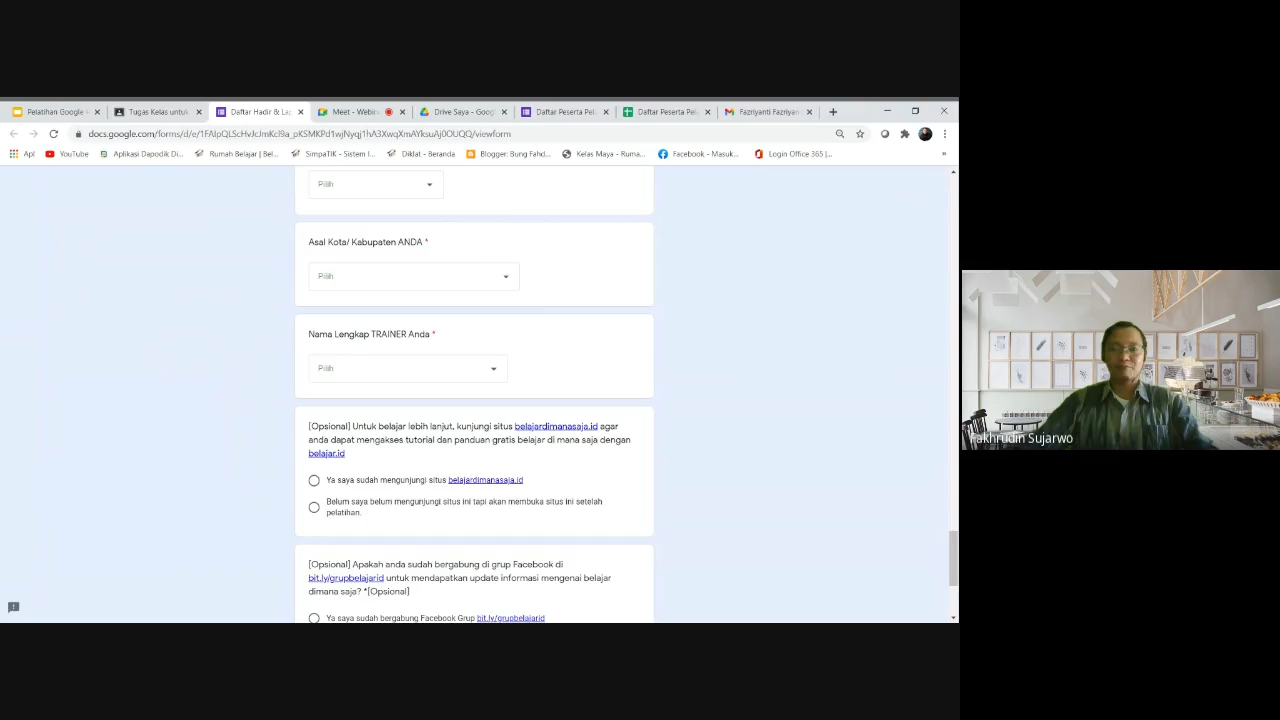 Pelatihan Google
Tugas Kelas untuk
Daftar Hadir & La
Meet - Webin
Drive Saya - Goog
Daftar Peserta Pel
Daftar Peserta Pel
Fazriyanti Fazriyan
docs.google.com/forms/d/e/
/viewform
Apl
YouTube
Aplikasi Dapodik Di...
Rumah Belajar | Bel...
SimpaTIK - Sistem I...
Diklat - Beranda
Blogger: Bung Fahd...
Kelas Maya - Ruma...
Facebook - Masuk...
Login Office 365 |...
»
Pilih
Asal Kota/ Kabupaten ANDA *
Pilih
Nama Lengkap TRAINER Anda *
Pilih
[Opsional] Untuk belajar lebih lanjut, kunjungi situs belajardimanasaja.id agar
anda dapat mengakses tutorial dan panduan gratis belajar di mana saja dengan
belajar.id
Ya saya sudah mengunjungi situs belajardimanasaja.id
Belum saya belum mengunjungi situs ini tapi akan membuka situs ini setelah
pelatihan.
[Opsional] Apakah anda sudah bergabung di grup Facebook di
bit.ly/grupbelajarid untuk mendapatkan update informasi mengenai belajar
dimana saja? *[Opsional]
Ya saya sudah bergabung Facebook Grup bit.ly/grupbelajarid
Fakhrudin Sujarwo